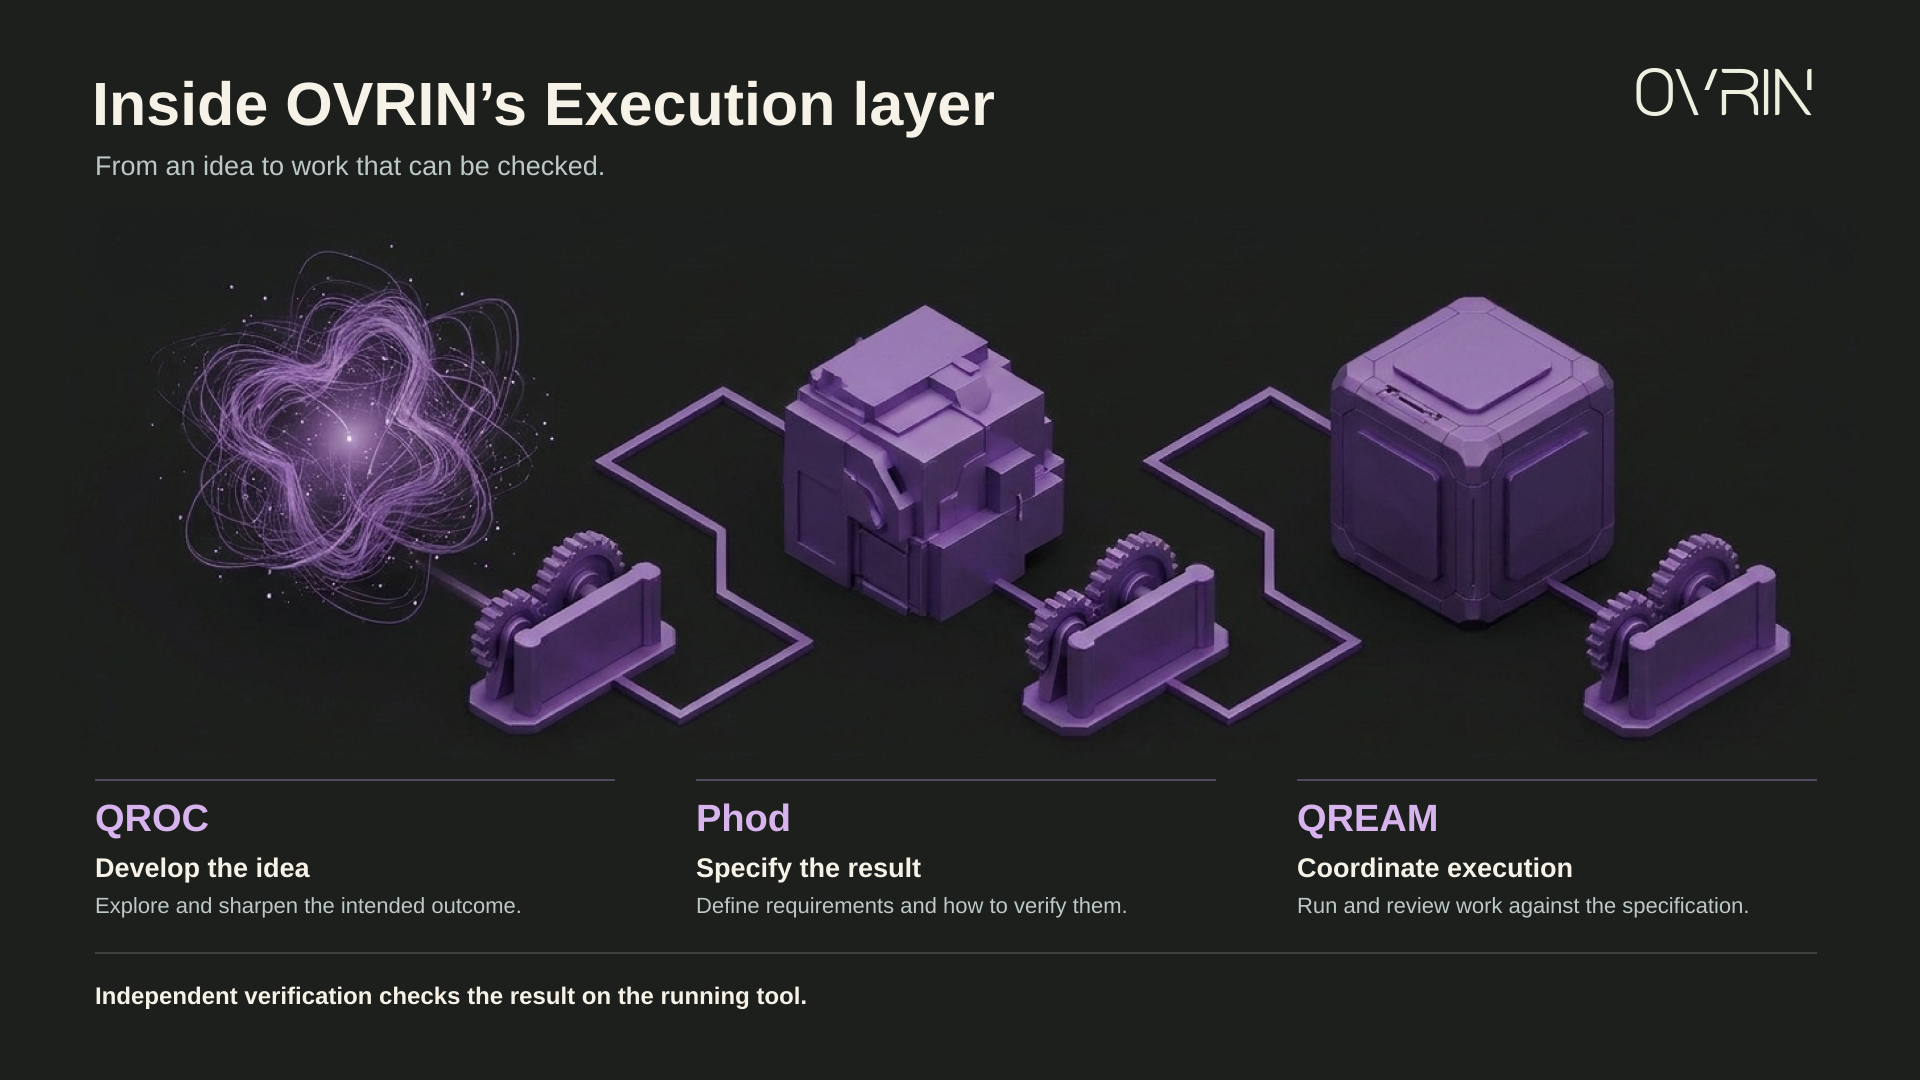 Inside OVRIN’s Execution layer
OVRIN
From an idea to work that can be checked.
QROC
Develop the idea
Explore and sharpen the intended outcome.
Phod
Specify the result
Define requirements and how to verify them.
QREAM
Coordinate execution
Run and review work against the specification.
Independent verification checks the result on the running tool.